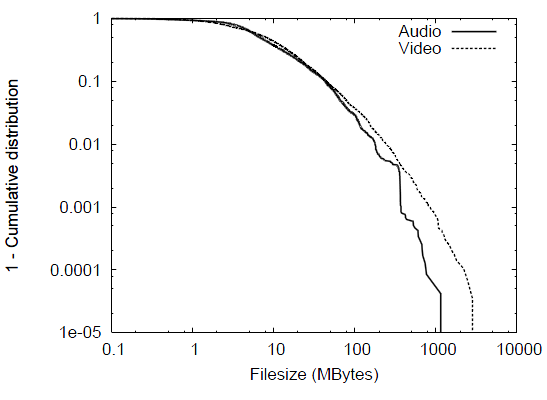 1
0.1
0.01
0.001
0.0001
1e-05
1 - Cumulative distribution
Audio
Video
0.1 1 10 100 1000 10000
Filesize (MBytes)